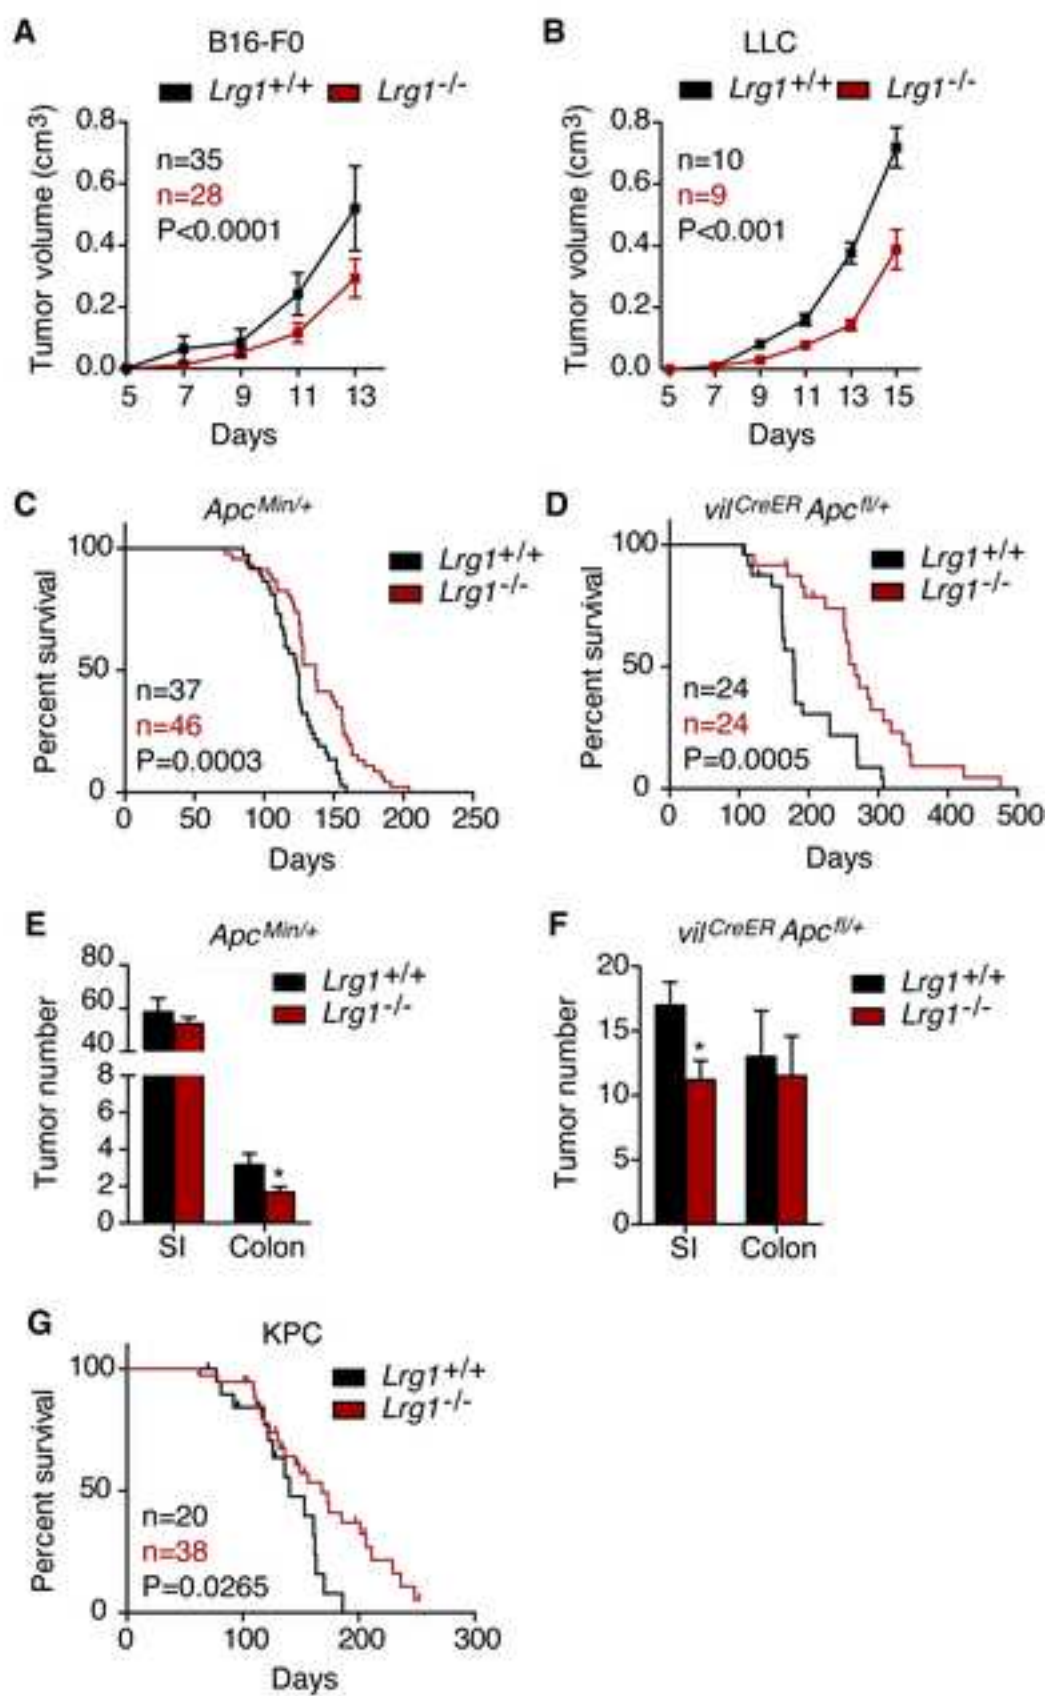 A
B16-F0
Lrg1+/+ Lrg1-/-
Tumor volume (cm3)
0.8
0.6
0.4
0.2
0.0
n=35
n=28
P<0.0001
5 7 9 11 13
Days
B
LLC
Lrg1+/+ Lrg1-/-
Tumor volume (cm3)
0.8
0.6
0.4
0.2
0.0
n=10
n=9
P<0.001
5 7 9 11 13 15
Days
C
ApcMin/+
Lrg1+/+
Lrg1-/-
Percent survival
100
50
0
n=37
n=46
P=0.0003
0 50 100 150 200 250
Days
D
vilCreER Apcfl/+
Lrg1+/+
Lrg1-/-
Percent survival
100
50
0
n=24
n=24
P=0.0005
0 100 200 300 400 500
Days
E
ApcMin/+
Lrg1+/+
Lrg1-/-
Tumor number
80
60
40
8
6
4
2
0
*
SI Colon
F
vilCreER Apcfl/+
Lrg1+/+
Lrg1-/-
Tumor number
20
15
10
5
0
*
SI Colon
G
KPC
Lrg1+/+
Lrg1-/-
Percent survival
100
50
0
n=20
n=38
P=0.0265
0 100 200 300
Days